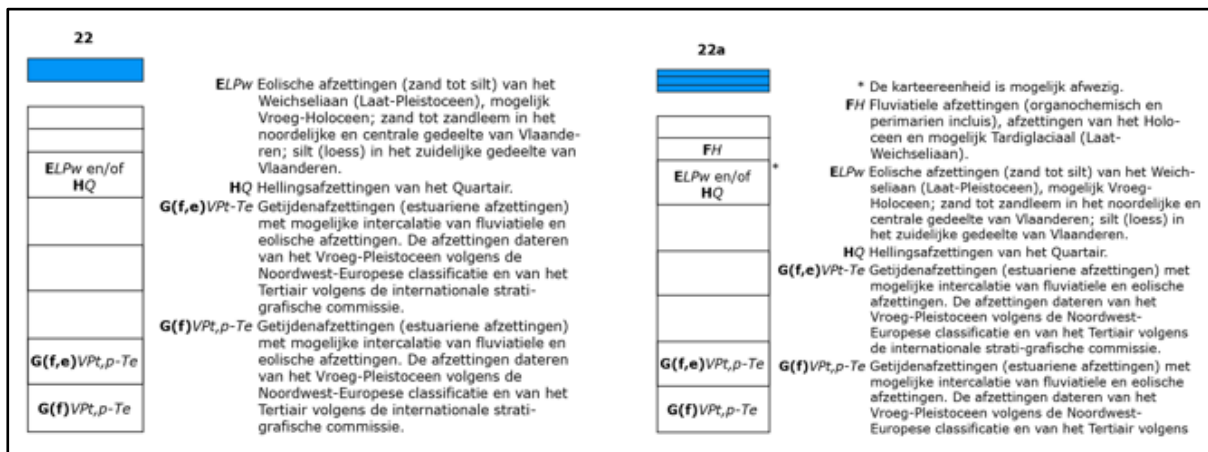 22
ELPw en/of
HQ
G(f,e)VPt,p-Te
G(f)VPt,p-Te
ELPw Eolische afzettingen (zand tot silt) van het
Weichseliaan (Laat-Pleistoceen), mogelijk
Vroeg-Holoceen; zand tot zandleem in het
noordelijke en centrale gedeelte van Vlaande-
ren; silt (loess) in het zuidelijke gedeelte van
Vlaanderen.
HQ Hellingsafzettingen van het Quartair.
G(f,e)VPt-Te Getijdenafzettingen (estuariene afzettingen)
met mogelijke intercalatie van fluviatiele en
eolische afzettingen. De afzettingen dateren
van het Vroeg-Pleistoceen volgens de
Noordwest-Europese classificatie en van het
Tertiair volgens de internationale strati-
grafische commissie.
G(f)VPt,p-Te Getijdenafzettingen (estuariene afzettingen)
met mogelijke intercalatie van fluviatiele en
eolische afzettingen. De afzettingen dateren
van het Vroeg-Pleistoceen volgens de
Noordwest-Europese classificatie en van het
Tertiair volgens de internationale strati-
grafische commissie.
22a
FH
ELPw en/of
HQ
*
G(f,e)VPt,p-Te
G(f)VPt,p-Te
* De karteereenheid is mogelijk afwezig.
FH Fluviatiele afzettingen (organochemisch en
perimarien incluis), afzettingen van het Holo-
ceen en mogelijk Tardiglaciaal (Laat-
Weichseliaan).
ELPw Eolische afzettingen (zand tot silt) van het Weich-
seliaan (Laat-Pleistoceen), mogelijk Vroeg-
Holoceen; zand tot zandleem in het noordelijke en
centrale gedeelte van Vlaanderen; silt (loess) in
het zuidelijke gedeelte van Vlaanderen.
HQ Hellingsafzettingen van het Quartair.
G(f,e)VPt-Te Getijdenafzettingen (estuariene afzettingen) met
mogelijke intercalatie van fluviatiele en eolische
afzettingen. De afzettingen dateren van het
Vroeg-Pleistoceen volgens de Noordwest-
Europese classificatie en van het Tertiair volgens
de internationale strati-grafische commissie.
G(f)VPt,p-Te Getijdenafzettingen (estuariene afzettingen) met
mogelijke intercalatie van fluviatiele en eolische
afzettingen. De afzettingen dateren van het
Vroeg-Pleistoceen volgens de Noordwest-
Europese classificatie en van het Tertiair volgens